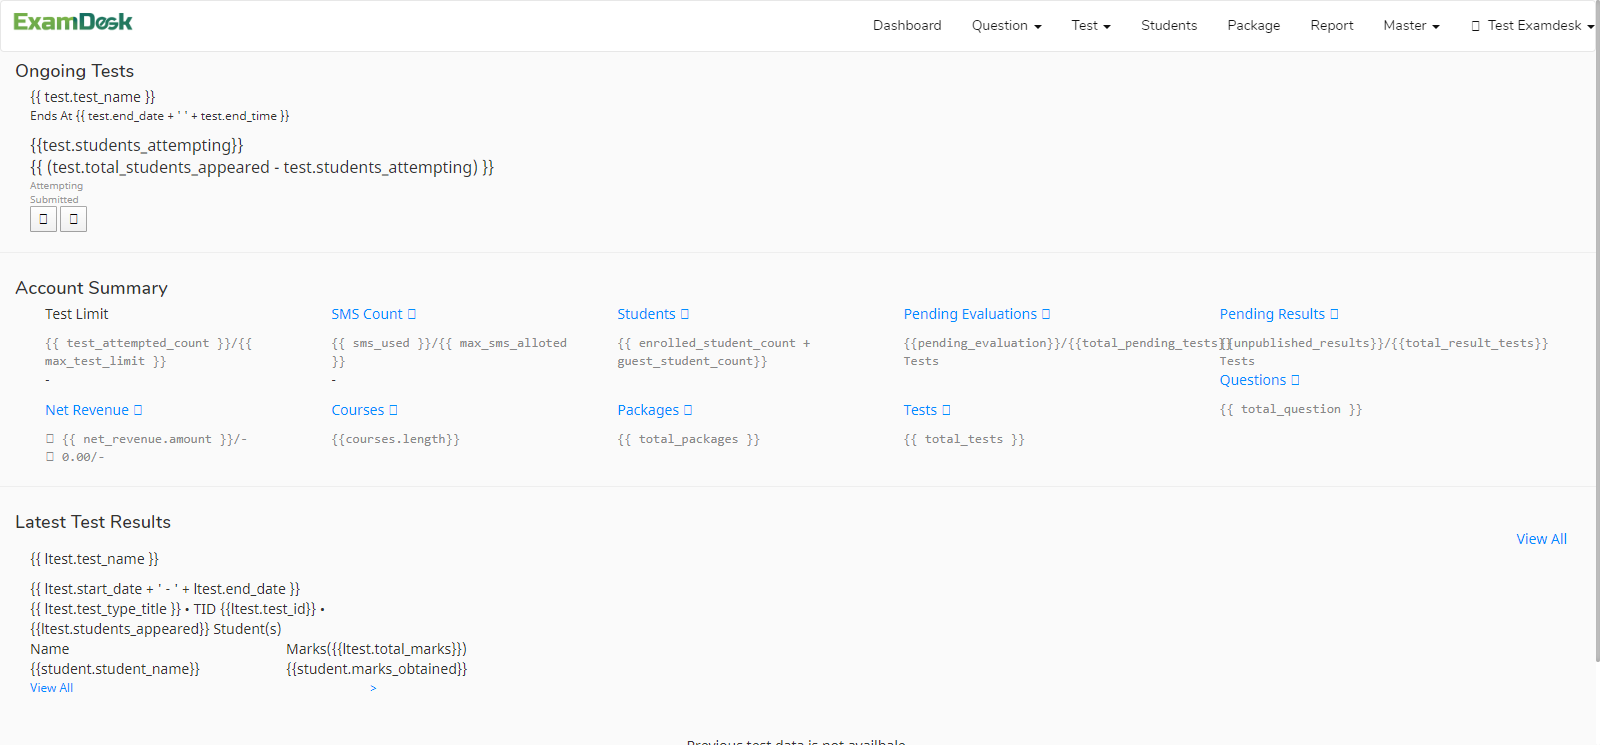 ExamDesk
Dashboard Question Test Students Package Report Master Test Examdesk
Ongoing Tests
{{ test.test_name }}
Ends At {{ test.end_date + ' ' + test.end_time }}
{{test.students_attempting}}
{{ (test.total_students_appeared - test.students_attempting) }}
Attempting
Submitted
Account Summary
Test Limit
{{ test_attempted_count }}/{{
max_test_limit }}
-
SMS Count
{{ sms_used }}/{{ max_sms_alloted
}}
-
Students
{{ enrolled_student_count +
guest_student_count}}
Pending Evaluations
{{pending_evaluation}}/{{total_pending_tests}}
Tests
Pending Results
{{unpublished_results}}/{{total_result_tests}}
Tests
Net Revenue
{{ net_revenue.amount }}/-
0.00/-
Courses
{{courses.length}}
Packages
{{ total_packages }}
Tests
{{ total_tests }}
Questions
{{ total_question }}
Latest Test Results
View All
{{ ltest.test_name }}
{{ ltest.start_date + ' - ' + ltest.end_date }}
{{ ltest.test_type_title }} • TID {{ltest.test_id}} •
{{ltest.students_appeared}} Student(s)
Name Marks({{ltest.total_marks}})
{{student.student_name}} {{student.marks_obtained}}
View All >
Previous test data is not availbale